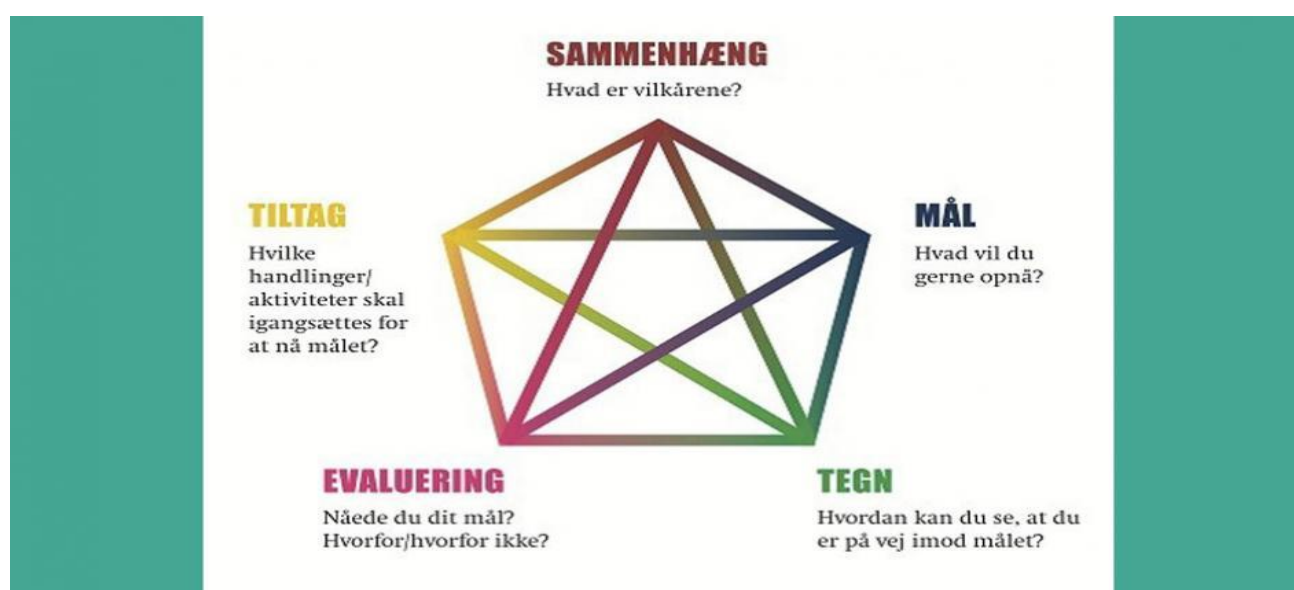 SAMMENHÆNG
Hvad er vilkårene?
TILTAG
Hvilke
handlinger/
aktiviteter skal
igangsættes for
at nå målet?
MÅL
Hvad vil du
gerne opnå?
EVALUERING
Nåede du dit mål?
Hvorfor/hvorfor ikke?
TEGN
Hvordan kan du se, at du
er på vej imod målet?